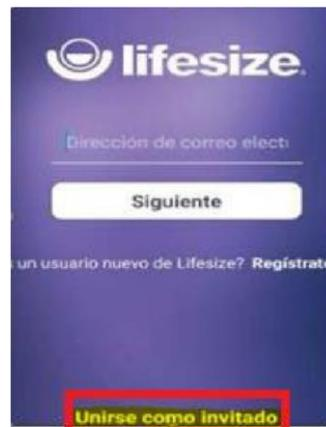 lifesize
Dirección de correo elect
Siguiente
un usuario nuevo de Lifesize? Regístrate
Unirse como invitado